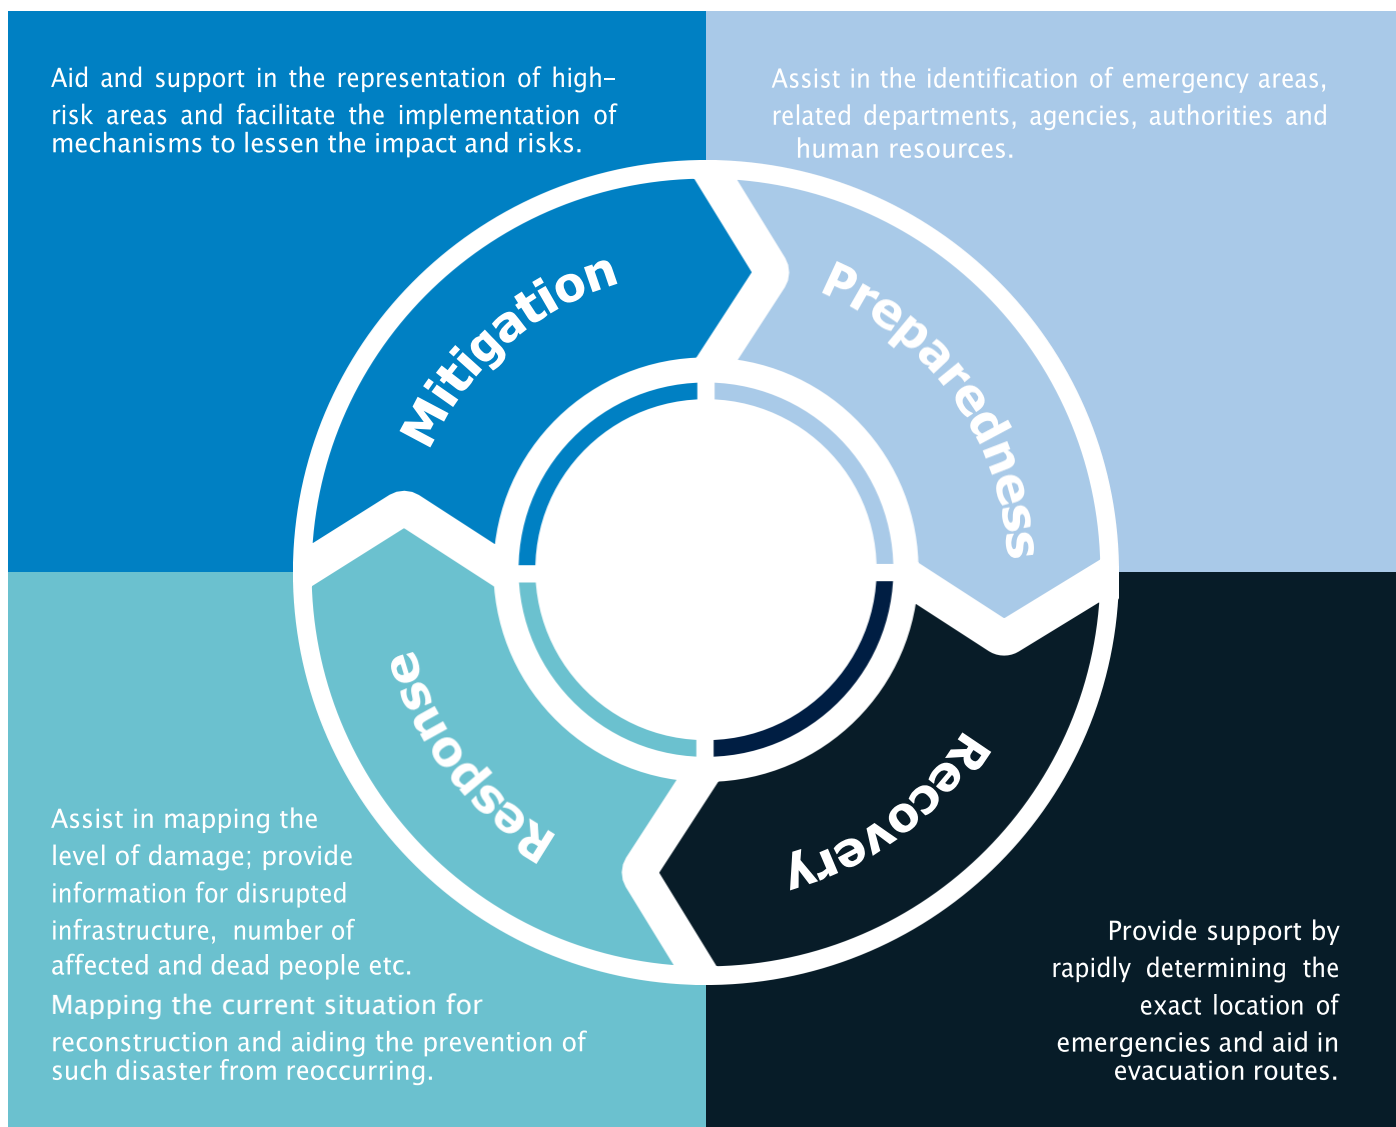 Aid and support in the representation of high-
risk areas and facilitate the implementation of
mechanisms to lessen the impact and risks.
Assist in the identification of emergency areas,
related departments, agencies, authorities and
human resources.
Mitigation
Preparedness
Response
Recovery
Assist in mapping the
level of damage; provide
information for disrupted
infrastructure, number of
affected and dead people etc.
Mapping the current situation for
reconstruction and aiding the prevention of
such disaster from reoccurring.
Provide support by
rapidly determining the
exact location of
emergencies and aid in
evacuation routes.